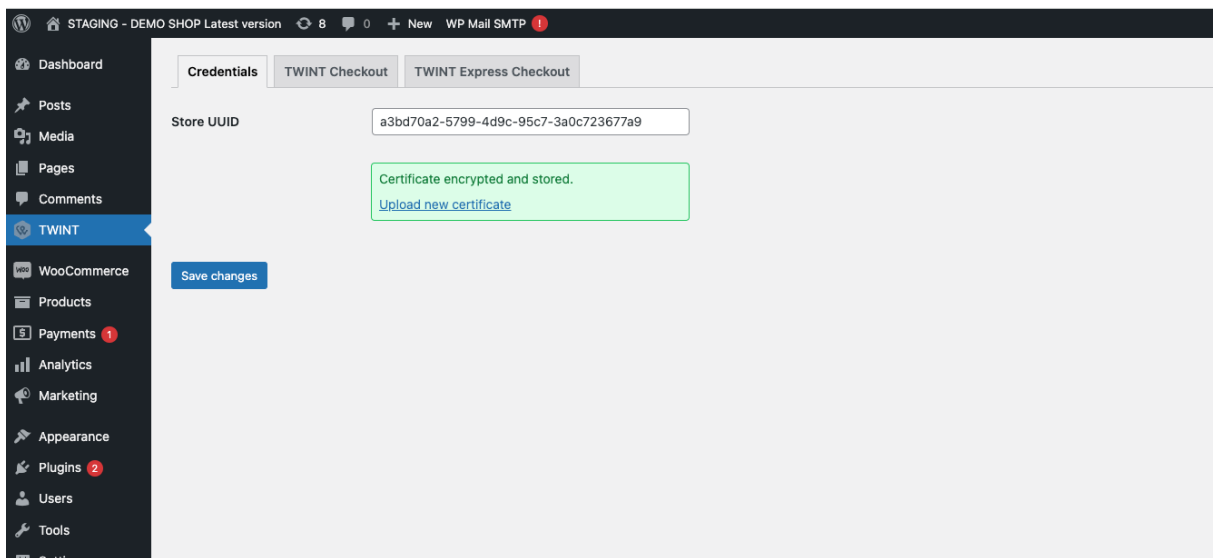 STAGING - DEMO SHOP Latest version 8 0 New WP Mail SMTP !
Dashboard
Posts
Media
Pages
Comments
TWINT
WooCommerce
Products
Payments 1
Analytics
Marketing
Appearance
Plugins 2
Users
Tools
Credentials TWINT Checkout TWINT Express Checkout
Store UUID a3bd70a2-5799-4d9c-95c7-3a0c723677a9
Certificate encrypted and stored.
Upload new certificate
Save changes